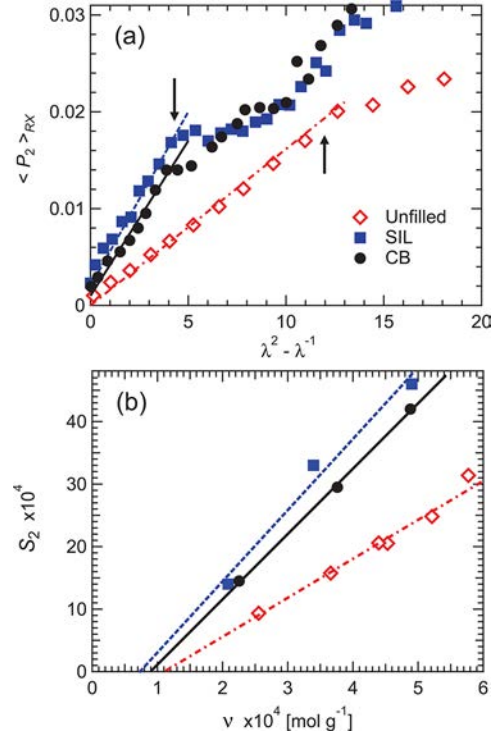 (a)
0.03
0.02
0.01
0
< P₂ >RX
Unfilled
SIL
CB
0 5 10 15 20
λ² - λ⁻¹
(b)
40
30
20
10
0
S₂ x10⁴
0 1 2 3 4 5 6
ν x10⁴ [mol g⁻¹]